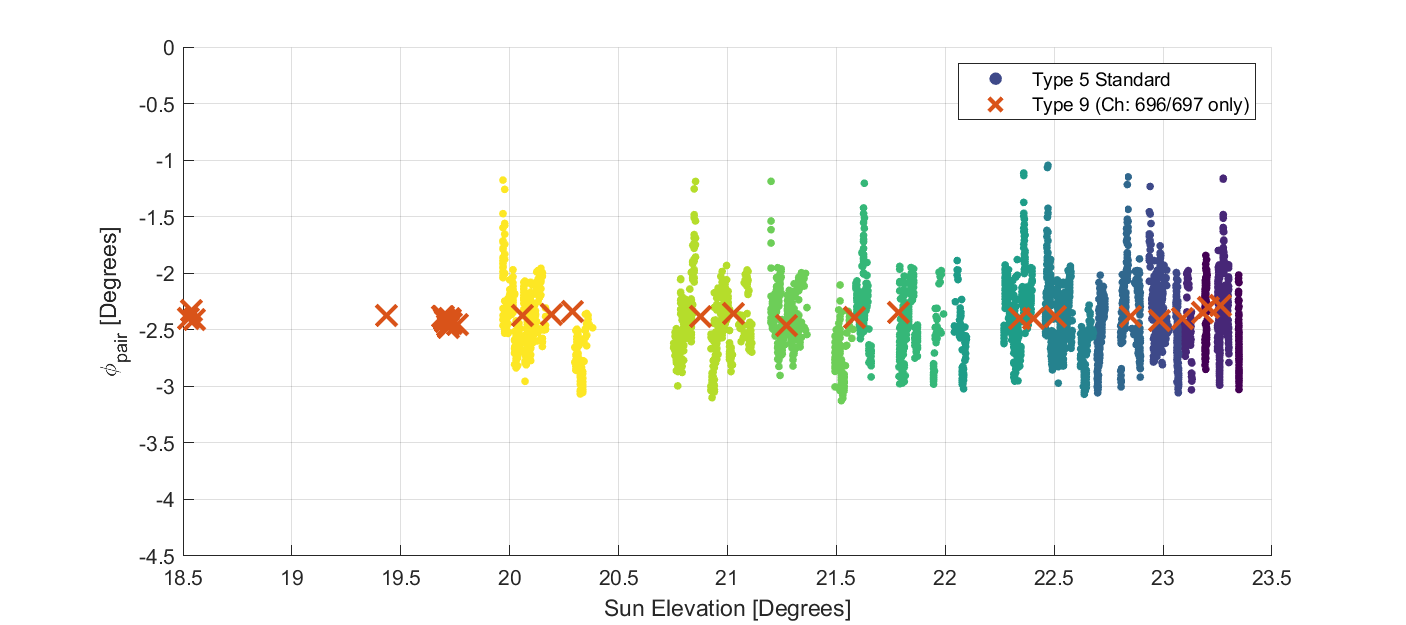 0
-0.5
-1
-1.5
-2
-2.5
-3
-3.5
-4
-4.5
ϕpair [Degrees]
Type 5 Standard
Type 9 (Ch: 696/697 only)
18.5 19 19.5 20 20.5 21 21.5 22 22.5 23 23.5
Sun Elevation [Degrees]